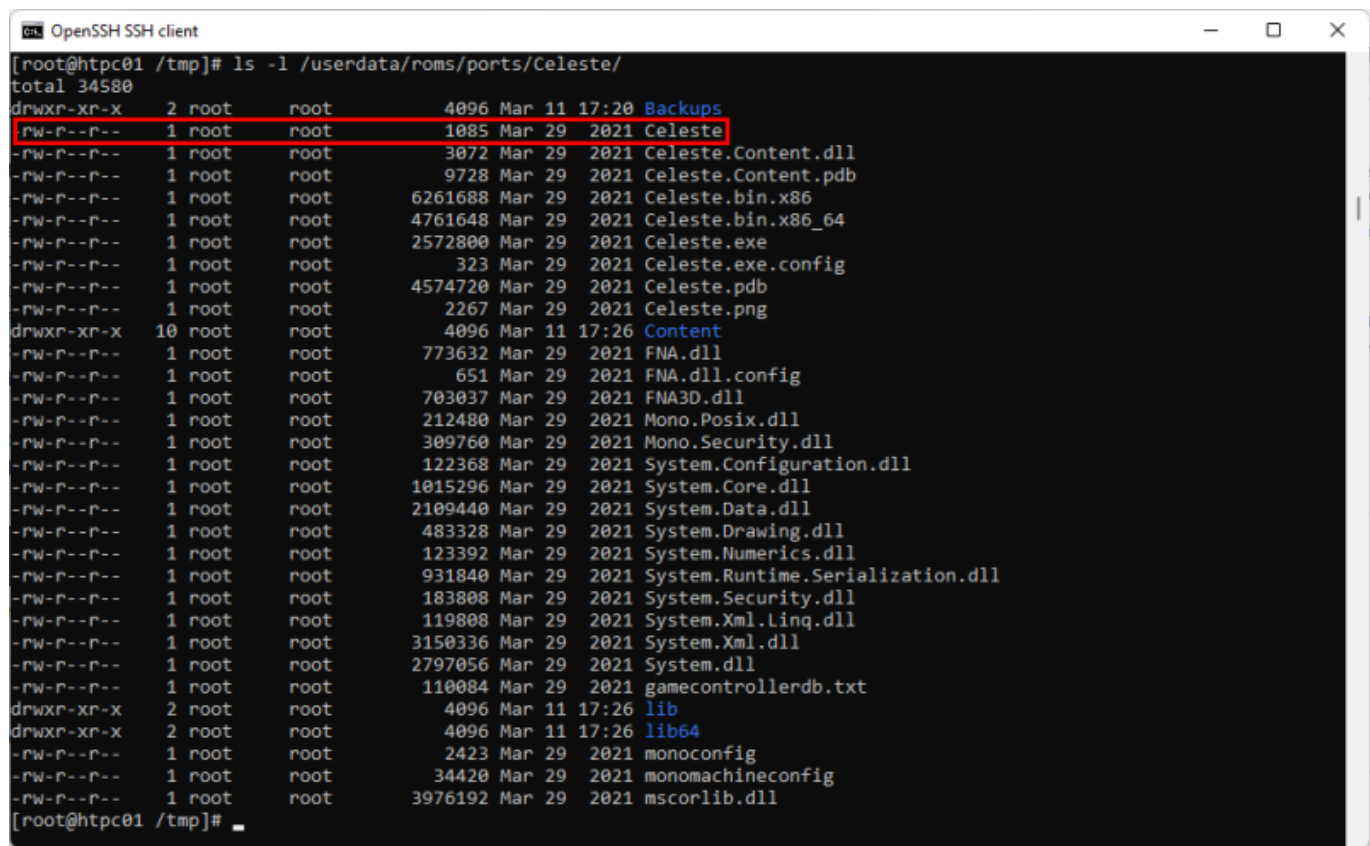 OpenSSH SSH client
[root@htpc01 /tmp]# ls -l /userdata/roms/ports/Celeste/
total 34580
drwxr-xr-x    2 root     root          4096 Mar 11 17:20 Backups
-rw-r--r--    1 root     root          1085 Mar 29  2021 Celeste
-rw-r--r--    1 root     root          3072 Mar 29  2021 Celeste.Content.dll
-rw-r--r--    1 root     root          9728 Mar 29  2021 Celeste.Content.pdb
-rw-r--r--    1 root     root       6261688 Mar 29  2021 Celeste.bin.x86
-rw-r--r--    1 root     root       4761648 Mar 29  2021 Celeste.bin.x86_64
-rw-r--r--    1 root     root       2572800 Mar 29  2021 Celeste.exe
-rw-r--r--    1 root     root           323 Mar 29  2021 Celeste.exe.config
-rw-r--r--    1 root     root       4574720 Mar 29  2021 Celeste.pdb
-rw-r--r--    1 root     root          2267 Mar 29  2021 Celeste.png
drwxr-xr-x   10 root     root          4096 Mar 11 17:26 Content
-rw-r--r--    1 root     root        773632 Mar 29  2021 FNA.dll
-rw-r--r--    1 root     root           651 Mar 29  2021 FNA.dll.config
-rw-r--r--    1 root     root        703037 Mar 29  2021 FNA3D.dll
-rw-r--r--    1 root     root        212480 Mar 29  2021 Mono.Posix.dll
-rw-r--r--    1 root     root        309760 Mar 29  2021 Mono.Security.dll
-rw-r--r--    1 root     root        122368 Mar 29  2021 System.Configuration.dll
-rw-r--r--    1 root     root       1015296 Mar 29  2021 System.Core.dll
-rw-r--r--    1 root     root       2109440 Mar 29  2021 System.Data.dll
-rw-r--r--    1 root     root        483328 Mar 29  2021 System.Drawing.dll
-rw-r--r--    1 root     root        123392 Mar 29  2021 System.Numerics.dll
-rw-r--r--    1 root     root        931840 Mar 29  2021 System.Runtime.Serialization.dll
-rw-r--r--    1 root     root        183808 Mar 29  2021 System.Security.dll
-rw-r--r--    1 root     root        119808 Mar 29  2021 System.Xml.Linq.dll
-rw-r--r--    1 root     root       3150336 Mar 29  2021 System.Xml.dll
-rw-r--r--    1 root     root       2797056 Mar 29  2021 System.dll
-rw-r--r--    1 root     root        110084 Mar 29  2021 gamecontrollerdb.txt
drwxr-xr-x    2 root     root          4096 Mar 11 17:26 lib
drwxr-xr-x    2 root     root          4096 Mar 11 17:26 lib64
-rw-r--r--    1 root     root          2423 Mar 29  2021 monoconfig
-rw-r--r--    1 root     root         34420 Mar 29  2021 monomachineconfig
-rw-r--r--    1 root     root       3976192 Mar 29  2021 mscorlib.dll
[root@htpc01 /tmp]#